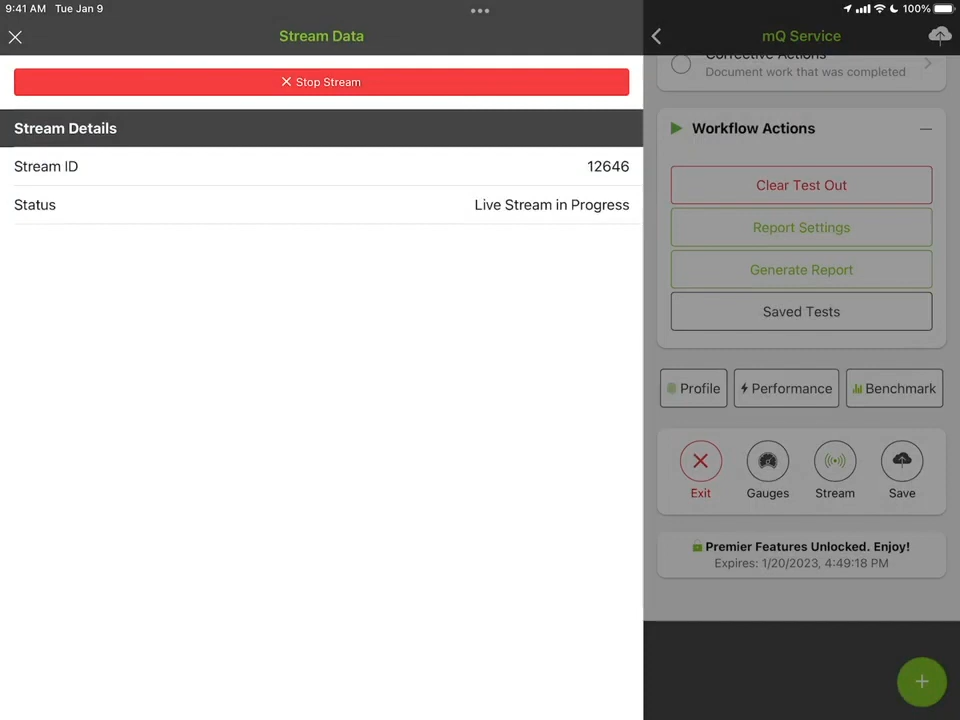 9:41 AM Tue Jan 9
100%
Stream Data
Stop Stream
Stream Details
Stream ID 12646
Status Live Stream in Progress
mQ Service
Corrective Actions
Document work that was completed
Workflow Actions
Clear Test Out
Report Settings
Generate Report
Saved Tests
Profile Performance Benchmark
Exit Gauges Stream Save
Premier Features Unlocked. Enjoy!
Expires: 1/20/2023, 4:49:18 PM